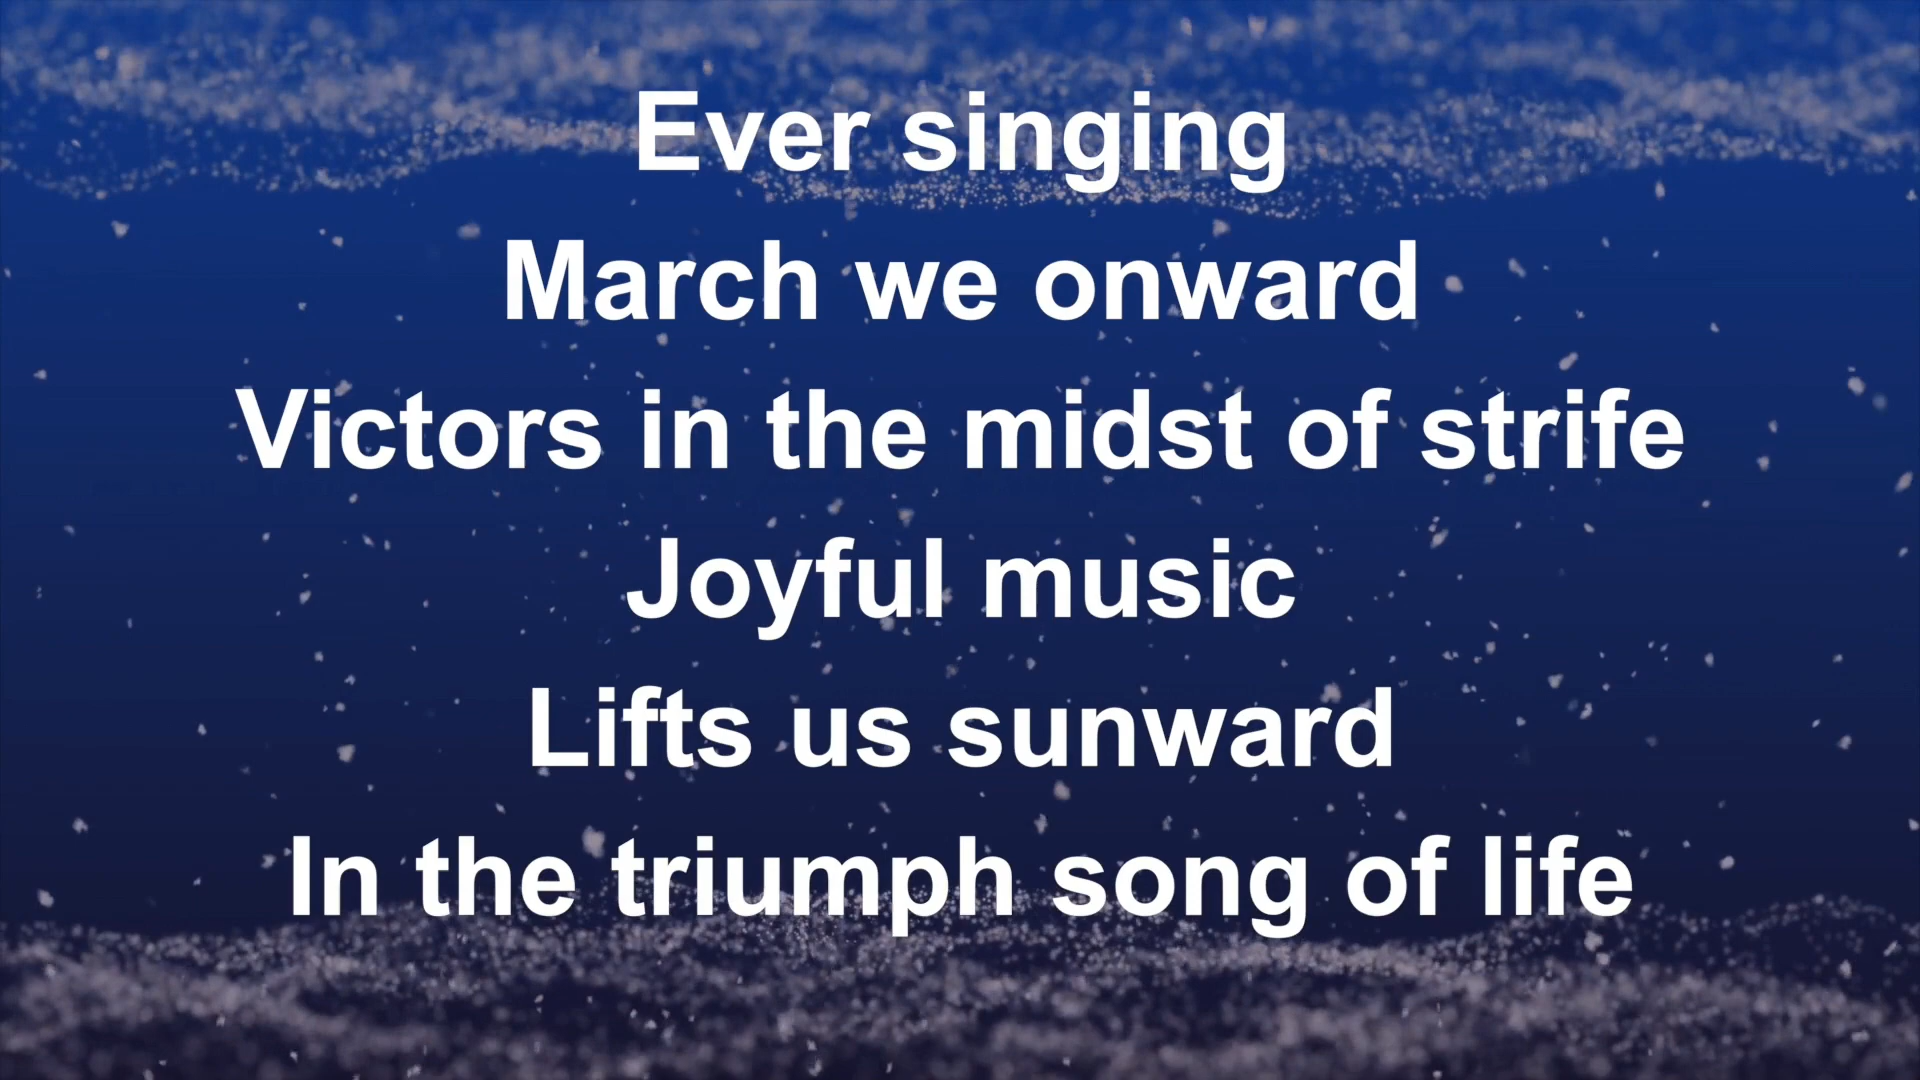 Ever singing
March we onward
Victors in the midst of strife
Joyful music
Lifts us sunward
In the triumph song of life